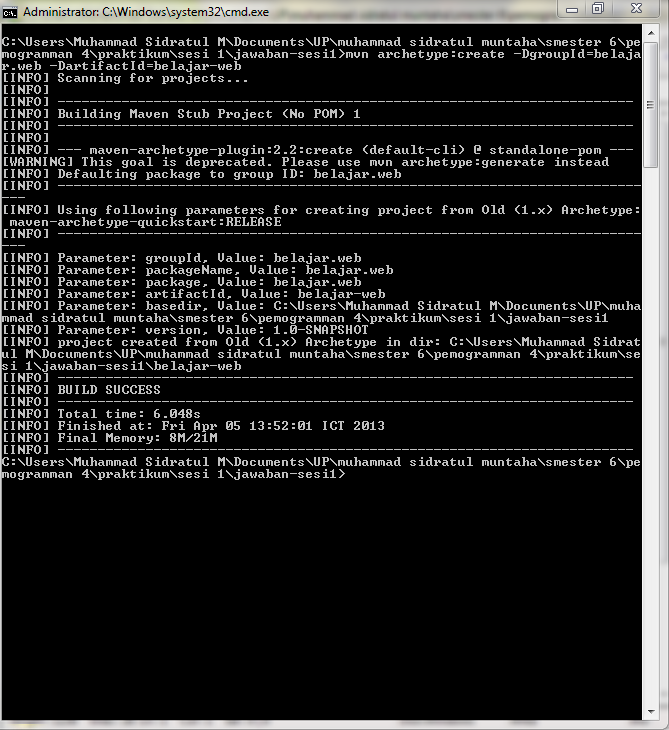 Administrator: C:\Windows\system32\cmd.exe
C:\Users\Muhammad Sidratul M\Documents\UP\muhammad sidratul muntaha\smester 6\pe
mogramman 4\praktikum\sesi 1\jawaban-sesi1>mvn archetype:create -DgroupId=belaja
r.web -DartifactId=belajar-web
[INFO] Scanning for projects...
[INFO]
[INFO] ------------------------------------------------------------------------
[INFO] Building Maven Stub Project (No POM) 1
[INFO] ------------------------------------------------------------------------
[INFO]
[INFO] --- maven-archetype-plugin:2.2:create (default-cli) @ standalone-pom ---
[WARNING] This goal is deprecated. Please use mvn archetype:generate instead
[INFO] Defaulting package to group ID: belajar.web
[INFO] -------------------------------------------------------------------------
---
[INFO] Using following parameters for creating project from Old (1.x) Archetype:
 maven-archetype-quickstart:RELEASE
[INFO] -------------------------------------------------------------------------
---
[INFO] Parameter: groupId, Value: belajar.web
[INFO] Parameter: packageName, Value: belajar.web
[INFO] Parameter: package, Value: belajar.web
[INFO] Parameter: artifactId, Value: belajar-web
[INFO] Parameter: basedir, Value: C:\Users\Muhammad Sidratul M\Documents\UP\muha
mmad sidratul muntaha\smester 6\pemogramman 4\praktikum\sesi 1\jawaban-sesi1
[INFO] Parameter: version, Value: 1.0-SNAPSHOT
[INFO] project created from Old (1.x) Archetype in dir: C:\Users\Muhammad Sidrat
ul M\Documents\UP\muhammad sidratul muntaha\smester 6\pemogramman 4\praktikum\se
si 1\jawaban-sesi1\belajar-web
[INFO] ------------------------------------------------------------------------
[INFO] BUILD SUCCESS
[INFO] ------------------------------------------------------------------------
[INFO] Total time: 6.048s
[INFO] Finished at: Fri Apr 05 13:52:01 ICT 2013
[INFO] Final Memory: 8M/21M
[INFO] ------------------------------------------------------------------------
C:\Users\Muhammad Sidratul M\Documents\UP\muhammad sidratul muntaha\smester 6\pe
mogramman 4\praktikum\sesi 1\jawaban-sesi1>